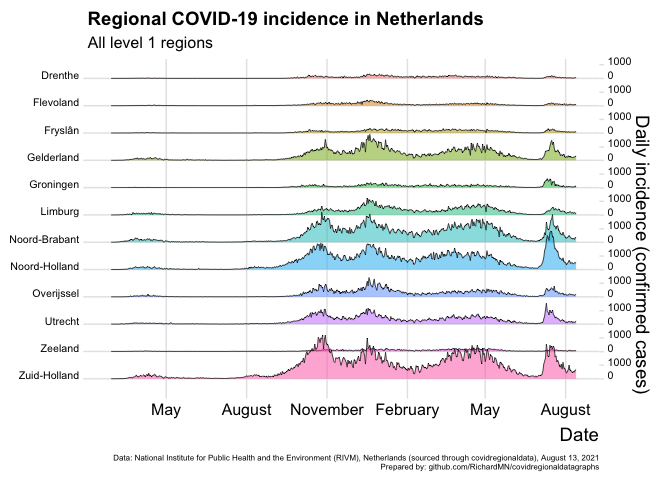 Regional COVID-19 incidence in Netherlands
All level 1 regions
Drenthe
1000
0
Flevoland
1000
0
Fryslân
1000
0
Gelderland
1000
0
Groningen
1000
0
Limburg
1000
0
Noord-Brabant
1000
0
Noord-Holland
1000
0
Overijssel
1000
0
Utrecht
1000
0
Zeeland
1000
0
Zuid-Holland
1000
0
Daily incidence (confirmed cases)
May August November February May August
Date
Data: National Institute for Public Health and the Environment (RIVM), Netherlands (sourced through covidregionaldata), August 13, 2021
Prepared by: github.com/RichardMN/covidregionaldatagraphs